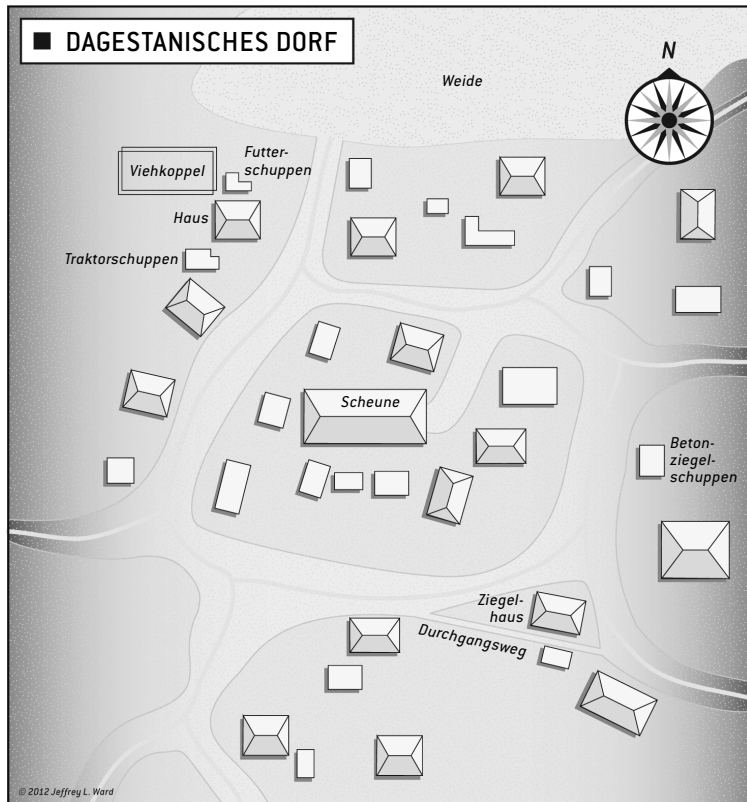 DAGESTANISCHES DORF
N
Weide
Viehkoppel
Futter-
schuppen
Haus
Traktorschuppen
Scheune
Beton-
ziegel-
schuppen
Ziegel-
haus
Durchgangsweg
© 2012 Jeffrey L. Ward